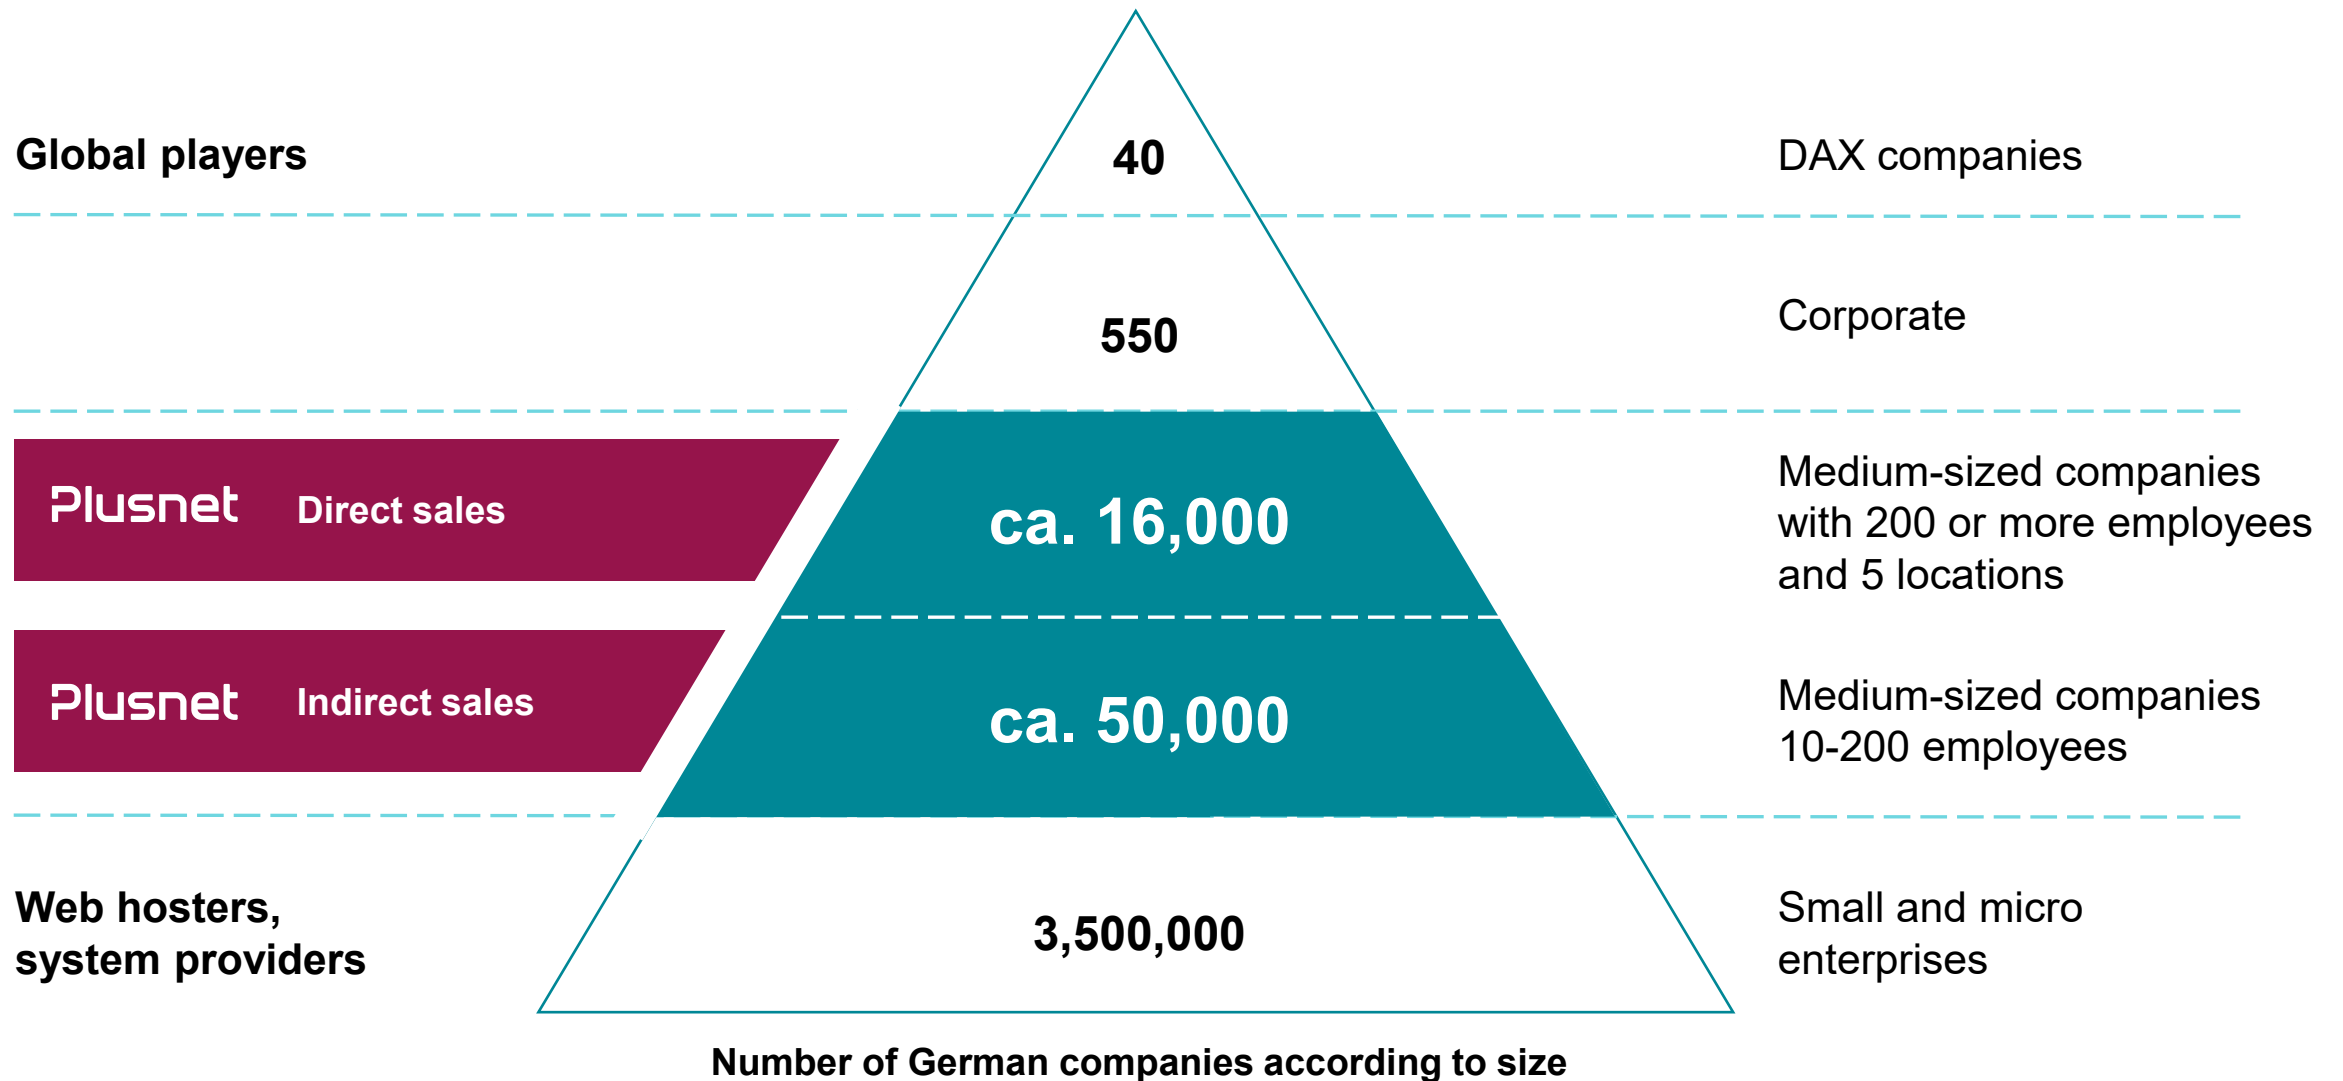 Global players
40
DAX companies
550
Corporate
Plusnet Direct sales
ca. 16,000
Medium-sized companies
with 200 or more employees
and 5 locations
Plusnet Indirect sales
ca. 50,000
Medium-sized companies
10-200 employees
Web hosters,
system providers
3,500,000
Small and micro
enterprises
Number of German companies according to size